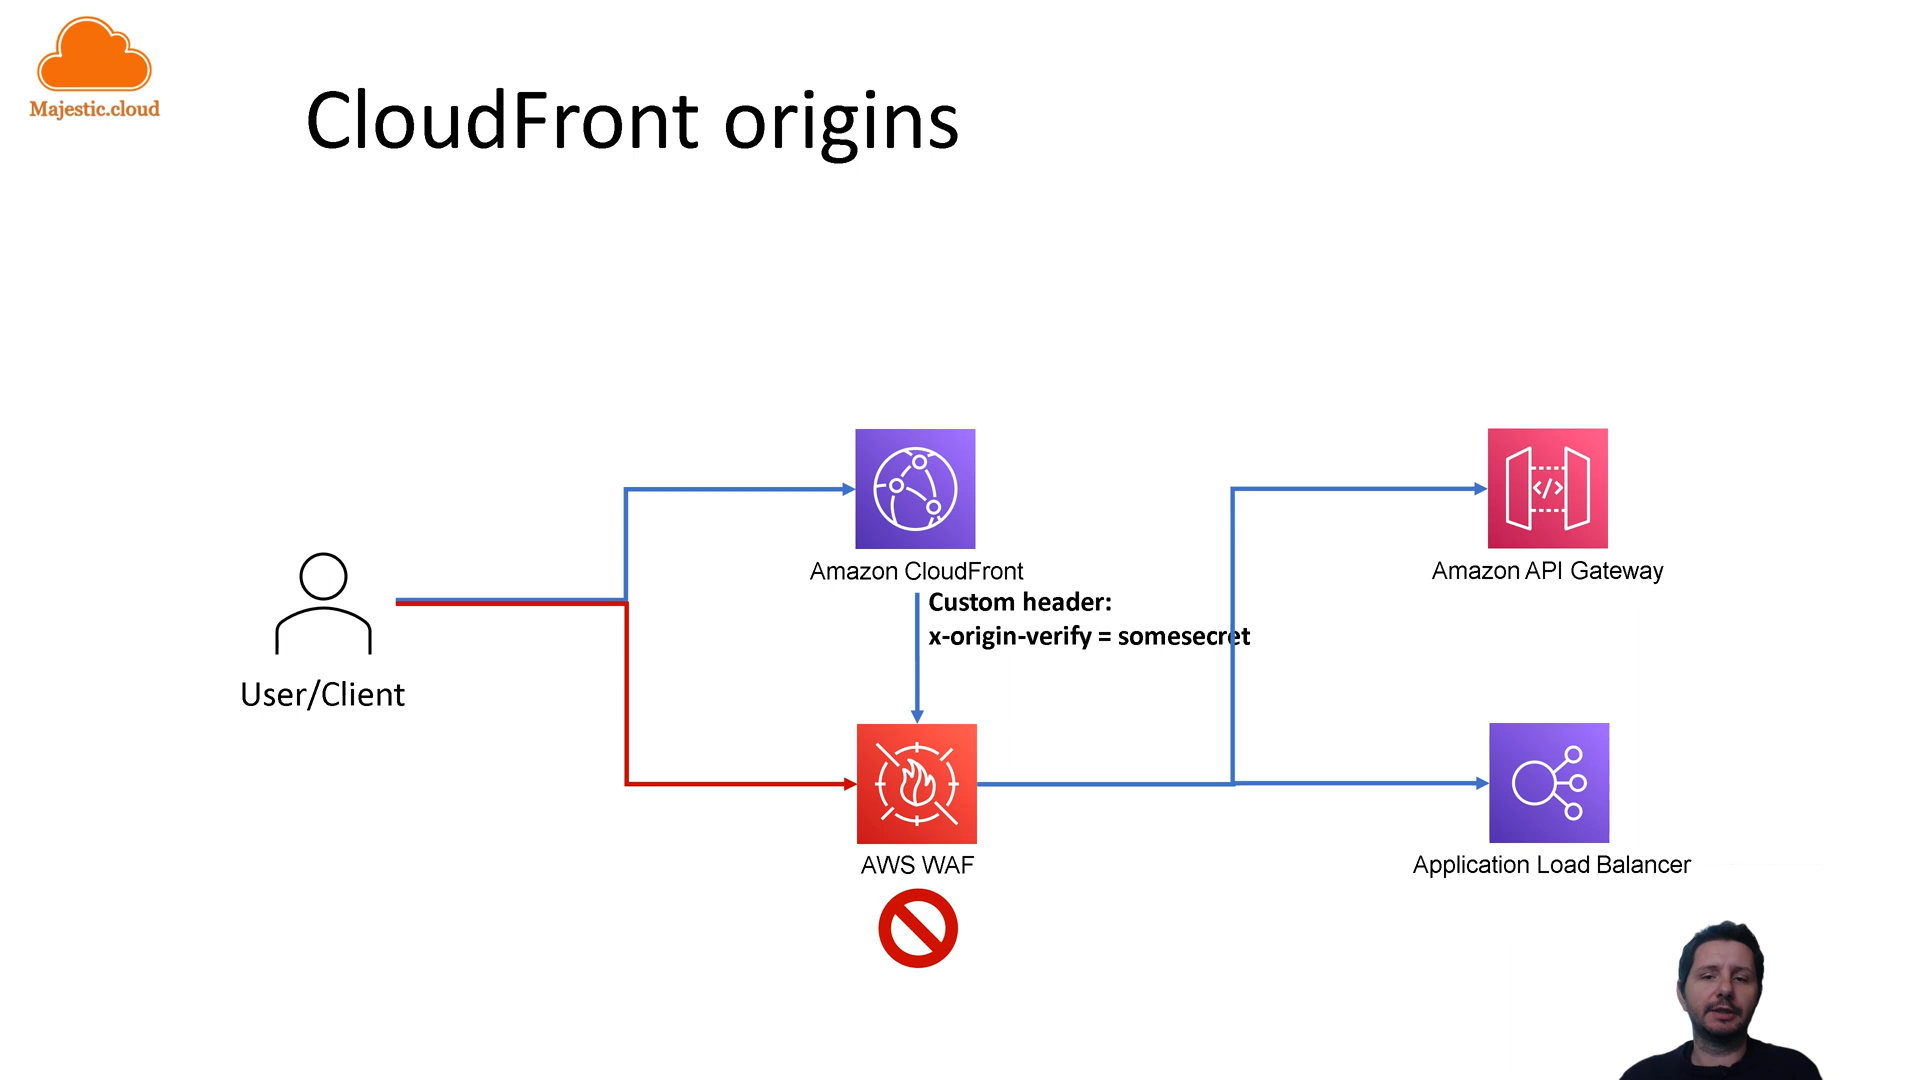 Majestic.cloud
CloudFront origins
Amazon CloudFront
Amazon API Gateway
Custom header:
x-origin-verify = somesecret
User/Client
AWS WAF
Application Load Balancer